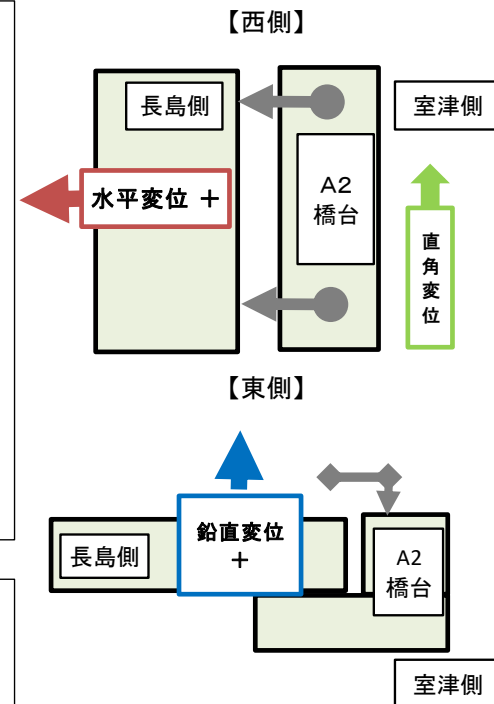 【西側】
長島側
室津側
水平変位 +
A2
橋台
直角変位
【東側】
鉛直変位
+
長島側
A2
橋台
室津側